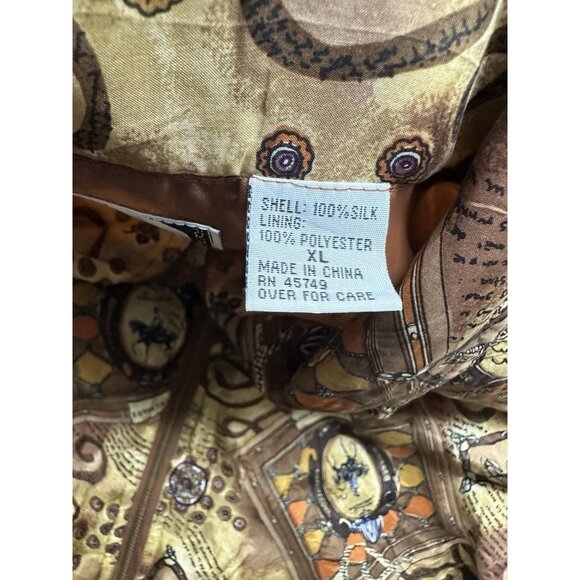 SHELL: 100%SILK
LINING:
100% POLYESTER
XL
MADE IN CHINA
RN 45749
OVER FOR CARE